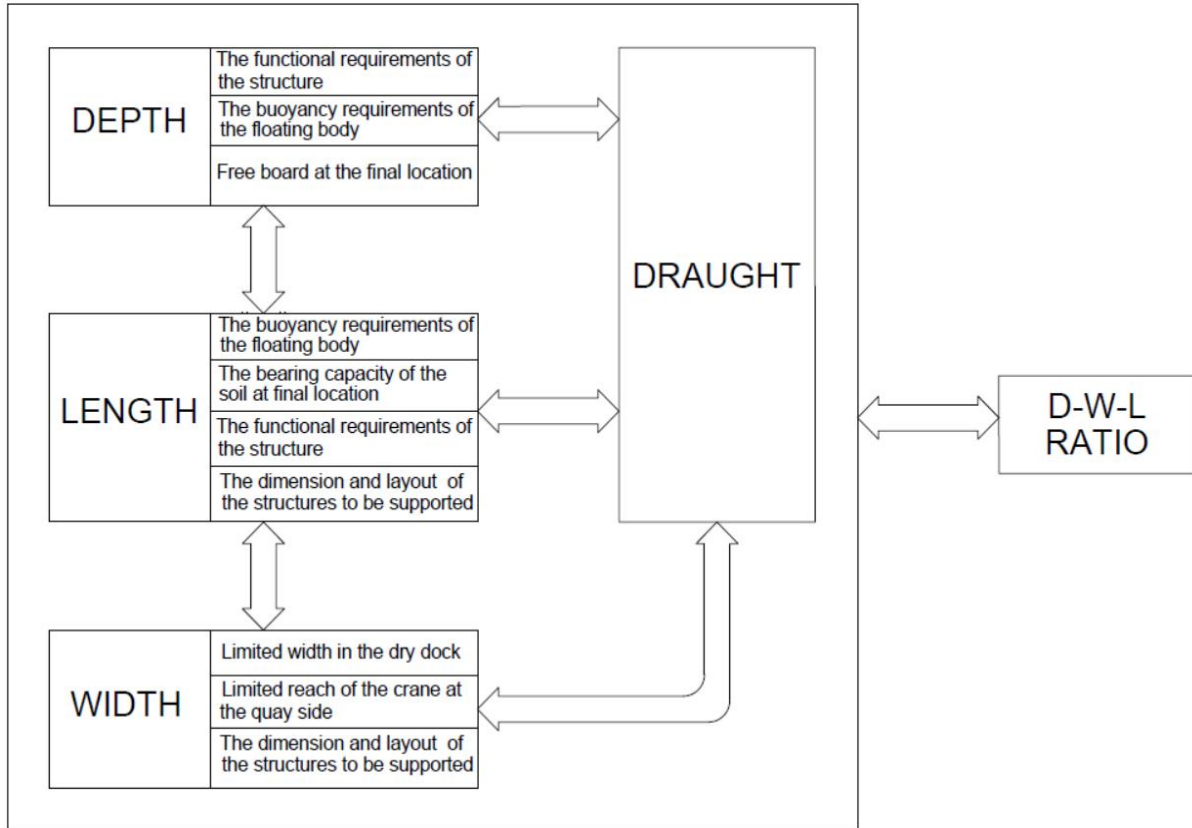 DEPTH
The functional requirements of
the structure
The buoyancy requirements of
the floating body
Free board at the final location
DRAUGHT
LENGTH
The buoyancy requirements of
the floating body
The bearing capacity of the
soil at final location
The functional requirements of
the structure
The dimension and layout of
the structures to be supported
D-W-L
RATIO
WIDTH
Limited width in the dry dock
Limited reach of the crane at
the quay side
The dimension and layout of
the structures to be supported